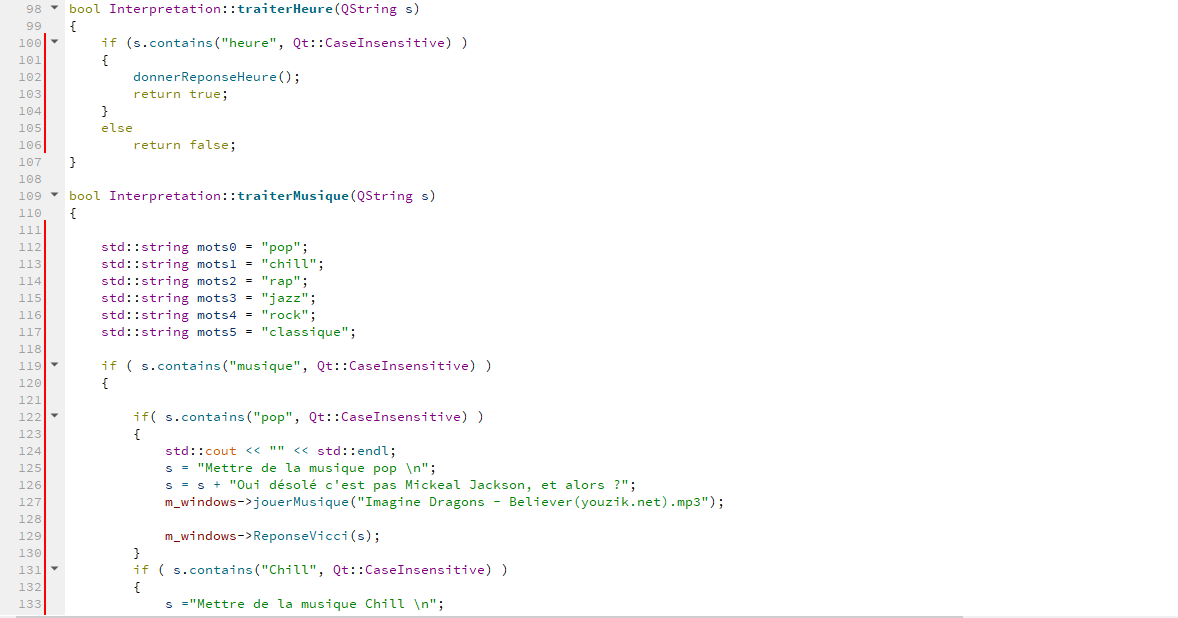 98 bool Interpretation::traiterHeure(QString s)
99 {
100     if (s.contains("heure", Qt::CaseInsensitive) )
101     {
102         donnerReponseHeure();
103         return true;
104     }
105     else
106         return false;
107 }
108
109 bool Interpretation::traiterMusique(QString s)
110 {
111
112     std::string mots0 = "pop";
113     std::string mots1 = "chill";
114     std::string mots2 = "rap";
115     std::string mots3 = "jazz";
116     std::string mots4 = "rock";
117     std::string mots5 = "classique";
118
119     if ( s.contains("musique", Qt::CaseInsensitive) )
120     {
121
122         if( s.contains("pop", Qt::CaseInsensitive) )
123         {
124             std::cout << "" << std::endl;
125             s = "Mettre de la musique pop \n";
126             s = s + "Oui désolé c'est pas Mickeal Jackson, et alors ?";
127             m_windows->jouerMusique("Imagine Dragons - Believer(youzik.net).mp3");
128
129             m_windows->ReponseVicci(s);
130         }
131         if ( s.contains("Chill", Qt::CaseInsensitive) )
132         {
133             s ="Mettre de la musique Chill \n";